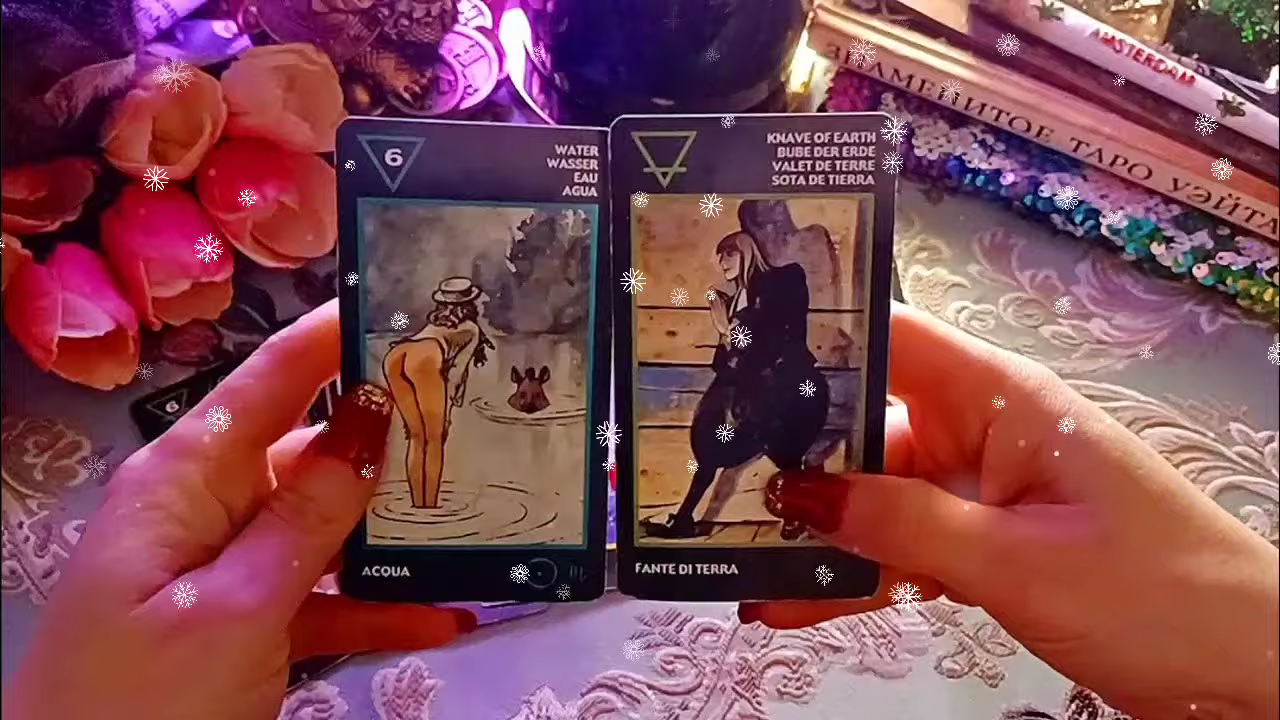 AMSTERDAM
ЗНАМЕНИТОЕ ТАРО УЭЙТА
6
WATER
WASSER
EAU
AGUA
ACQUA
KNAVE OF EARTH
BUBE DER ERDE
VALET DE TERRE
SOTA DE TIERRA
FANTE DI TERRA
6